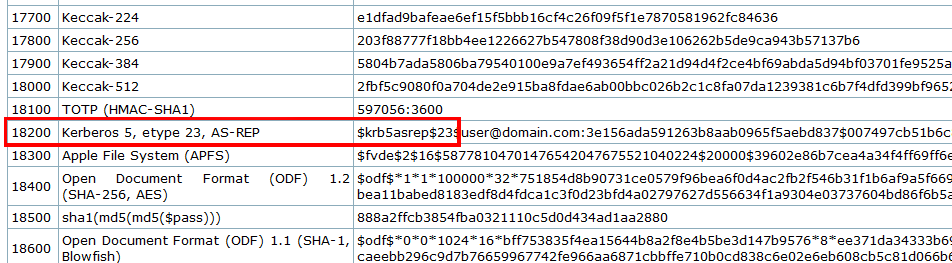 17700 Keccak-224 e1dfad9bafeae6ef15f5bbb16cf4c26f09f5f1e7870581962fc84636
17800 Keccak-256 203f88777f18bb4ee1226627b547808f38d90d3e106262b5de9ca943b57137b6
17900 Keccak-384 5804b7ada5806ba79540100e9a7ef493654ff2a21d94d4f2ce4bf69abda5d94bf03701fe9525a
18000 Keccak-512 2fbf5c9080f0a704de2e915ba8fdae6ab00bbc026b2c1c8fa07da1239381c6b7f4dfd399bf9652
18100 TOTP (HMAC-SHA1) 597056:3600
18200 Kerberos 5, etype 23, AS-REP $krb5asrep$23$user@domain.com:3e156ada591263b8aab0965f5aebd837$007497cb51b6c
18300 Apple File System (APFS) $fvde$2$16$58778104701476542047675521040224$20000$39602e86b7cea4a34f4ff69ff6e
18400 Open Document Format (ODF) 1.2 $odf$*1*1*100000*32*751854d8b90731ce0579f96bea6f0d4ac2fb2f546b31f1b6af9a5f66
(SHA-256, AES) bea11babed8183edf8d4fdca1c3f0d23bfd4a02797627d556634f1a9304e03737604bd86f6b5a
18500 sha1(md5(md5($pass))) 888a2ffcb3854fba0321110c5d0d434ad1aa2880
18600 Open Document Format (ODF) 1.1 (SHA-1, $odf$*0*0*1024*16*bff753835f4ea15644b8a2f8e4b5be3d147b9576*8*ee371da34333b69
Blowfish) caeebb296c9d7b76659967742fe966aa6871cbbffe710b0cd838c6e02e6eb608cb5c81d066b